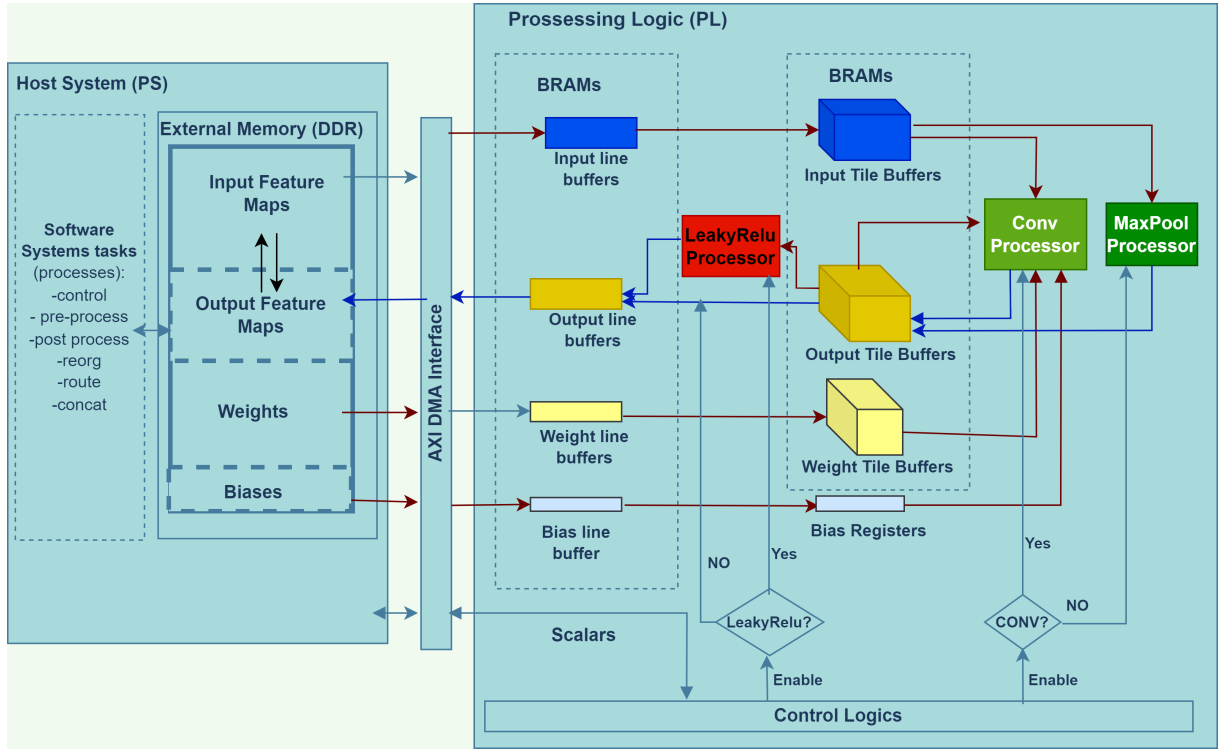 Prossessing Logic (PL)
Host System (PS)
BRAMs
BRAMs
External Memory (DDR)
Input line
buffers
Input Tile Buffers
Input Feature
Maps
Software
Systems tasks
(processes):
-control
- pre-process
-post process
-reorg
-route
-concat
LeakyRelu
Processor
Conv
Processor
MaxPool
Processor
Output Feature
Maps
Output line
buffers
Output Tile Buffers
AXI DMA Interface
Weights
Weight line
buffers
Weight Tile Buffers
Biases
Bias line
buffer
Bias Registers
NO
Yes
Yes
NO
LeakyRelu?
CONV?
Scalars
Enable
Enable
Control Logics